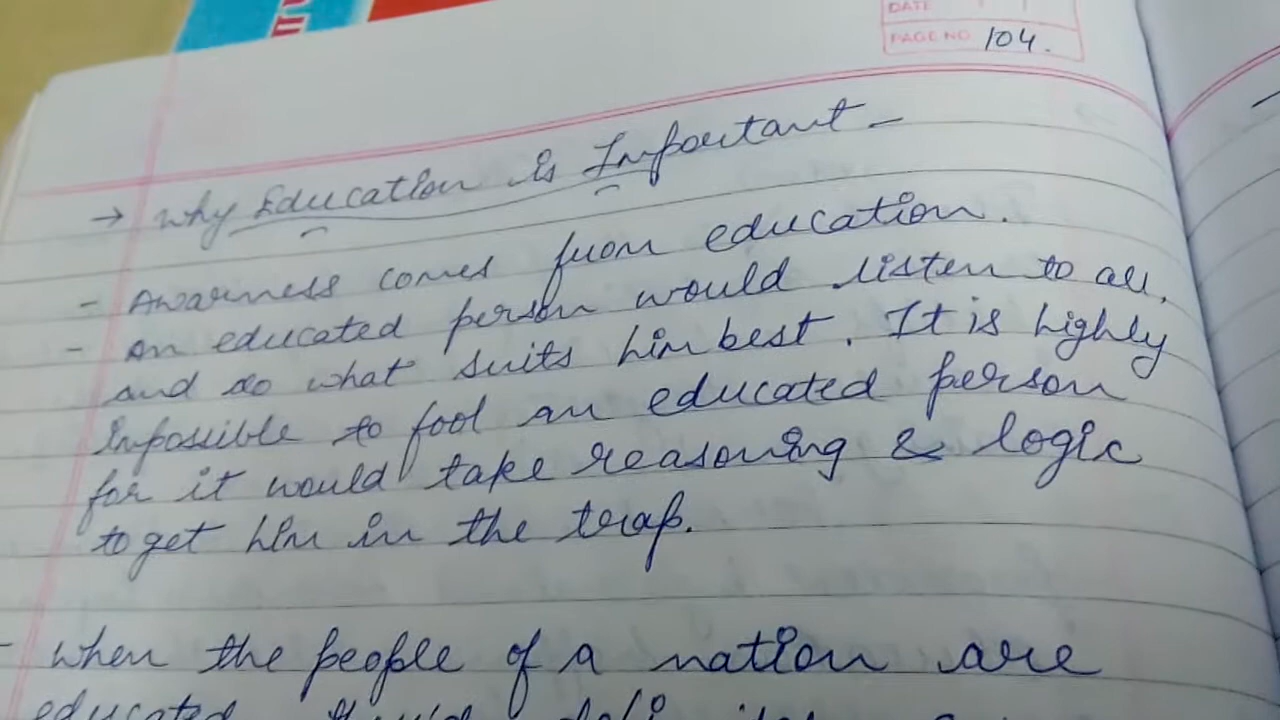 DATE
PAGE NO. 104.
→ Why Education is Important -
- Awarness comes from education.
- An educated person would listen to all,
and do what suits him best. It is highly
impossible to fool an educated person
for it would take reasoning & logic
to get him in the trap.
- When the people of a nation are
educated